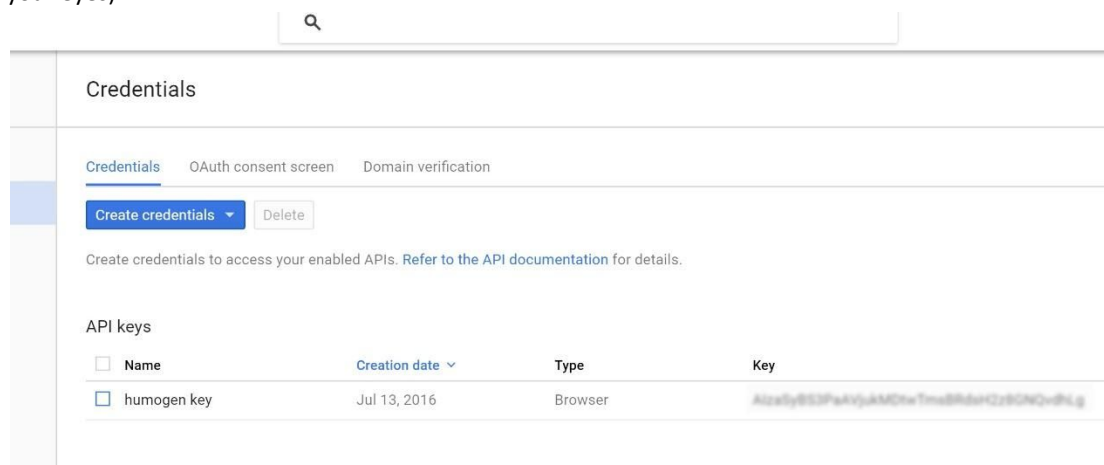 Credentials
Credentials OAuth consent screen Domain verification
Create credentials Delete
Create credentials to access your enabled APIs. Refer to the API documentation for details.
API keys
Name Creation date Type Key
humogen key Jul 13, 2016 Browser